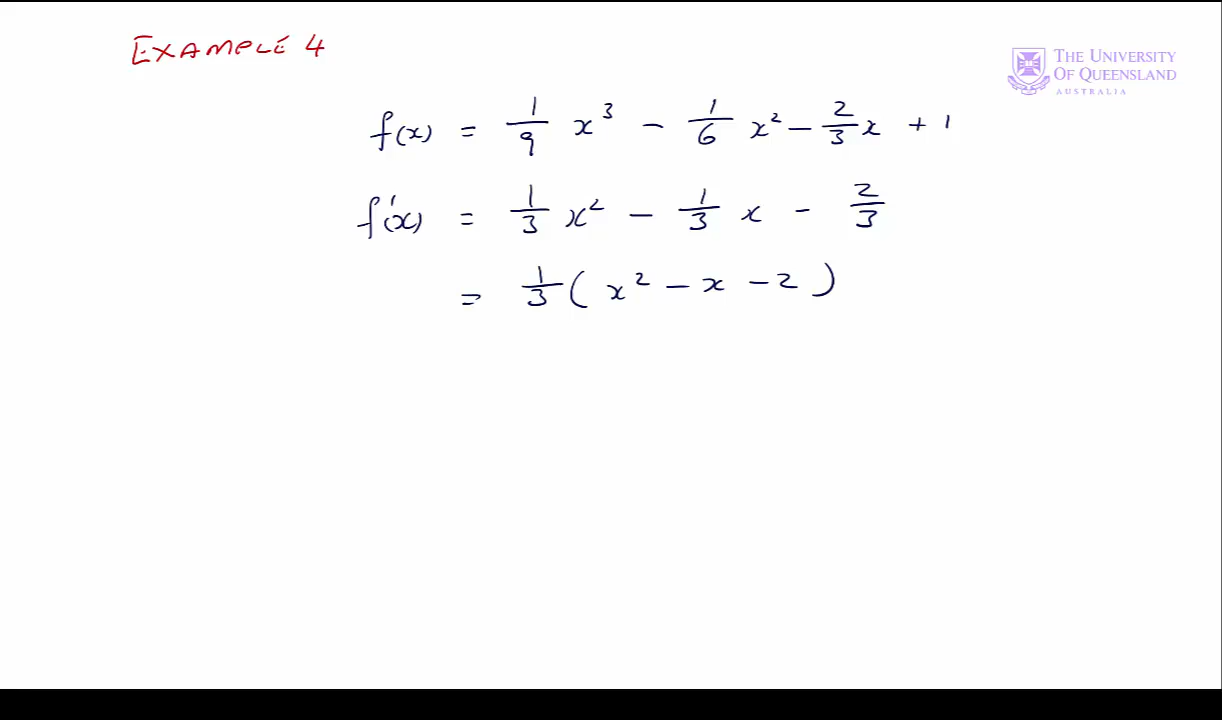 EXAMPLE 4
THE UNIVERSITY
OF QUEENSLAND
AUSTRALIA
f(x) = 1/9 x³ - 1/6 x² - 2/3 x + 1
f'(x) = 1/3 x² - 1/3 x - 2/3
= 1/3 ( x² - x - 2 )